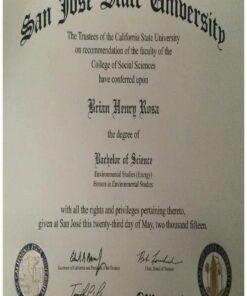 San José State University
The Trustees of the California State University
on recommendation of the faculty of the
College of Social Sciences
have conferred upon
Brian Henry Rosa
the degree of
Bachelor of Science
Environmental Studies (Energy)
Honors in Environmental Studies
with all the rights and privileges pertaining thereto,
given at San José this twenty-third day of May, two thousand fifteen.